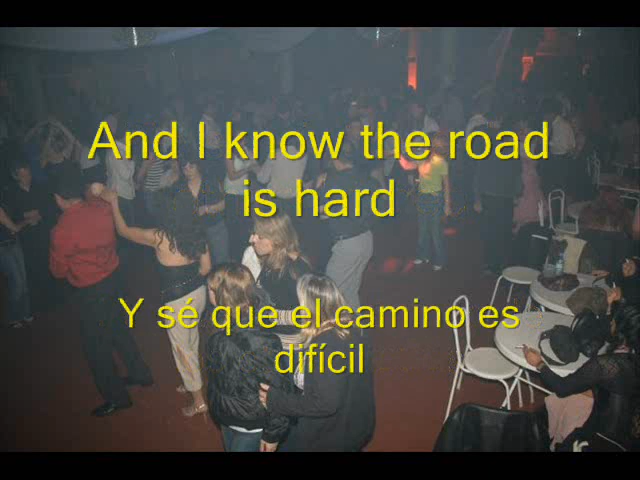 And I know the road
is hard
Y sé que el camino es
difícil